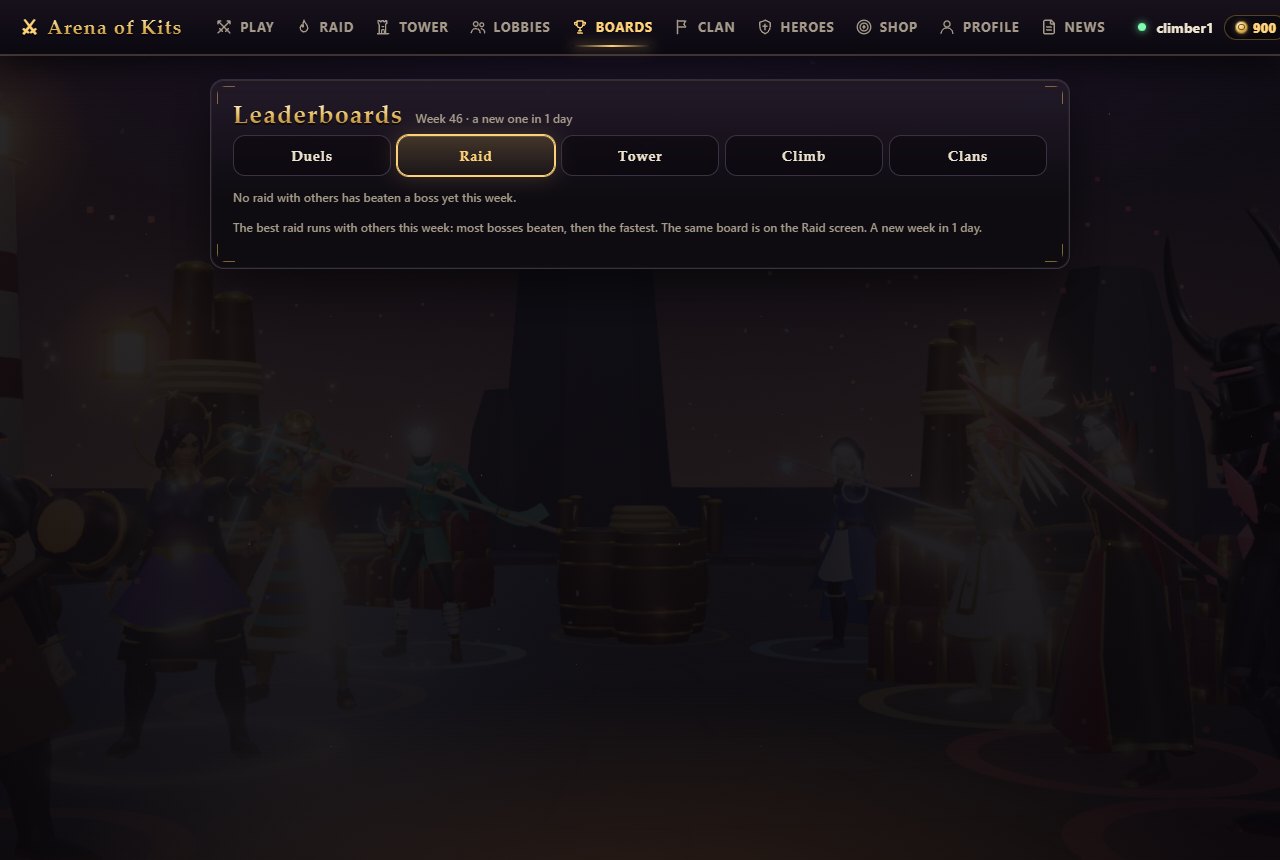 Arena of Kits
PLAY
RAID
TOWER
LOBBIES
BOARDS
CLAN
HEROES
SHOP
PROFILE
NEWS
climber1
900
Leaderboards
Week 46 · a new one in 1 day
Duels
Raid
Tower
Climb
Clans
No raid with others has beaten a boss yet this week.
The best raid runs with others this week: most bosses beaten, then the fastest. The same board is on the Raid screen. A new week in 1 day.